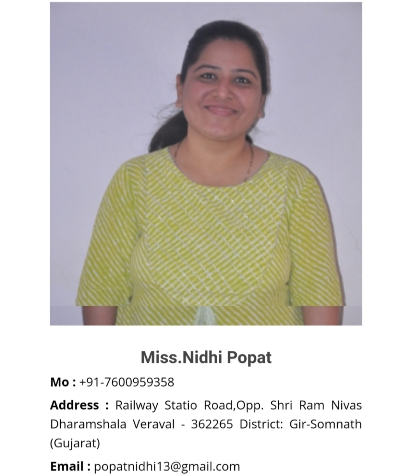 Miss.Nidhi Popat
Mo : +91-7600959358
Address : Railway Statio Road,Opp. Shri Ram Nivas
Dharamshala Veraval - 362265 District: Gir-Somnath
(Gujarat)
Email : popatnidhi13@gmail.com